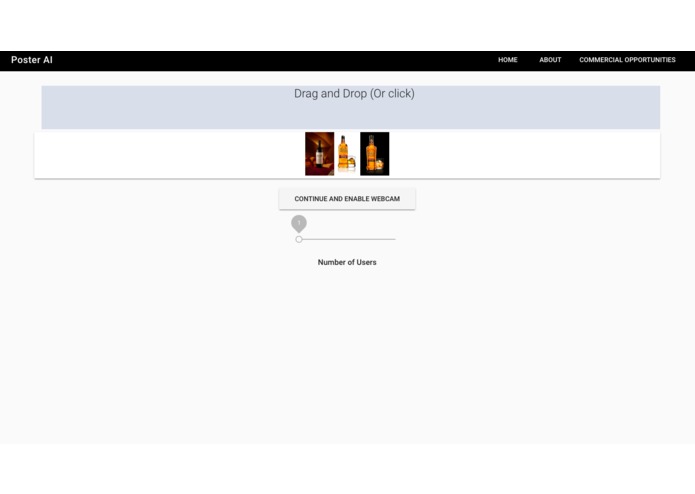 Poster AI
HOME ABOUT COMMERCIAL OPPORTUNITIES
Drag and Drop (Or click)
CONTINUE AND ENABLE WEBCAM
1
Number of Users